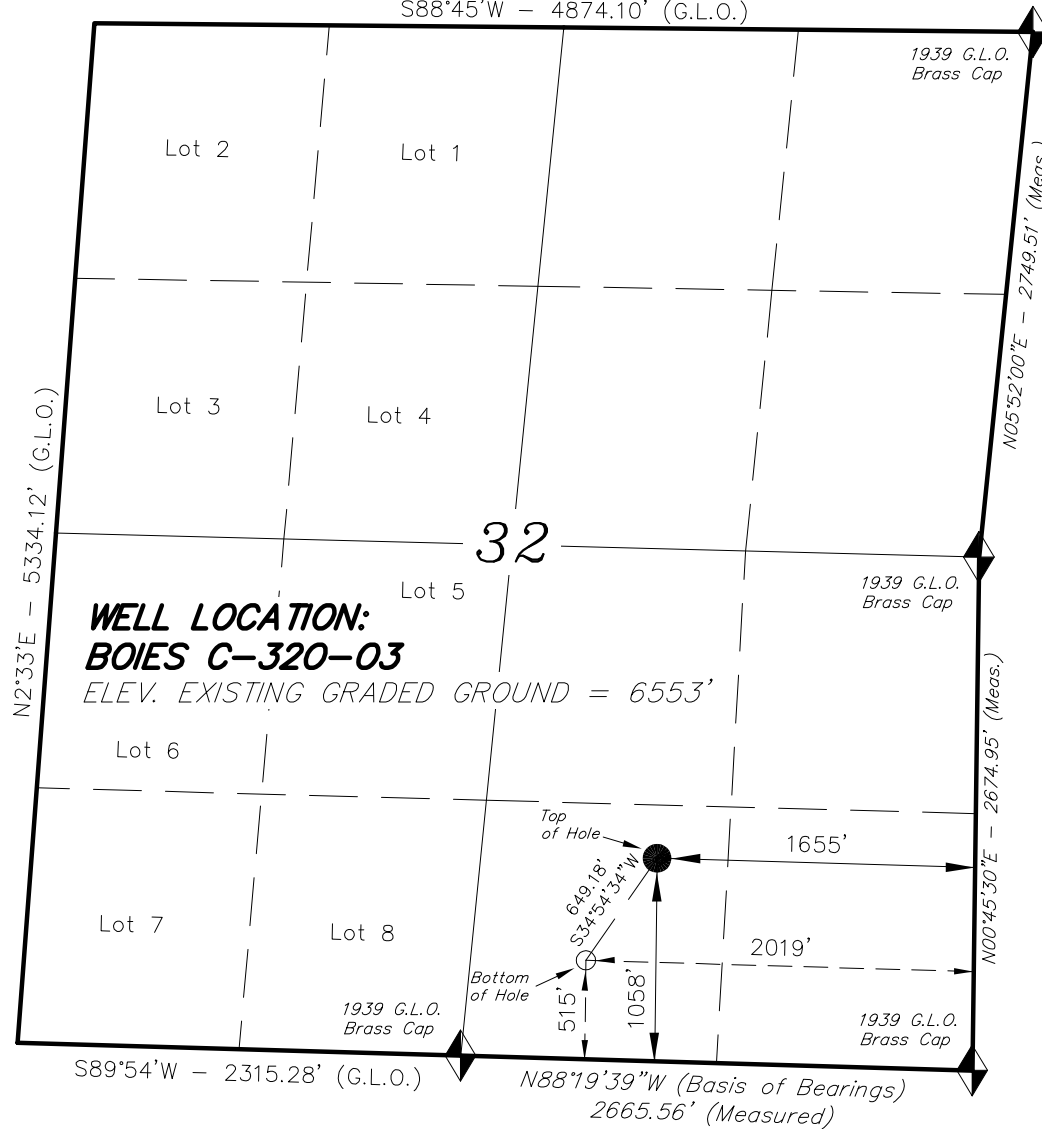 S88°45'W - 4874.10' (G.L.O.)
1939 G.L.O.
Brass Cap
Lot 2
Lot 1
N05°52'00"E - 2749.51' (Meas.)
Lot 3
Lot 4
N2°33'E - 5334.12' (G.L.O.)
32
1939 G.L.O.
Brass Cap
Lot 5
WELL LOCATION:
BOIES C-320-03
ELEV. EXISTING GRADED GROUND = 6553'
N00°45'30"E - 2674.95' (Meas.)
Lot 6
Top
of Hole
1655'
649.18'
S34°54'34"W
Lot 7
Lot 8
2019'
Bottom
of Hole
515'
1058'
1939 G.L.O.
Brass Cap
1939 G.L.O.
Brass Cap
S89°54'W - 2315.28' (G.L.O.)
N88°19'39"W (Basis of Bearings)
2665.56' (Measured)